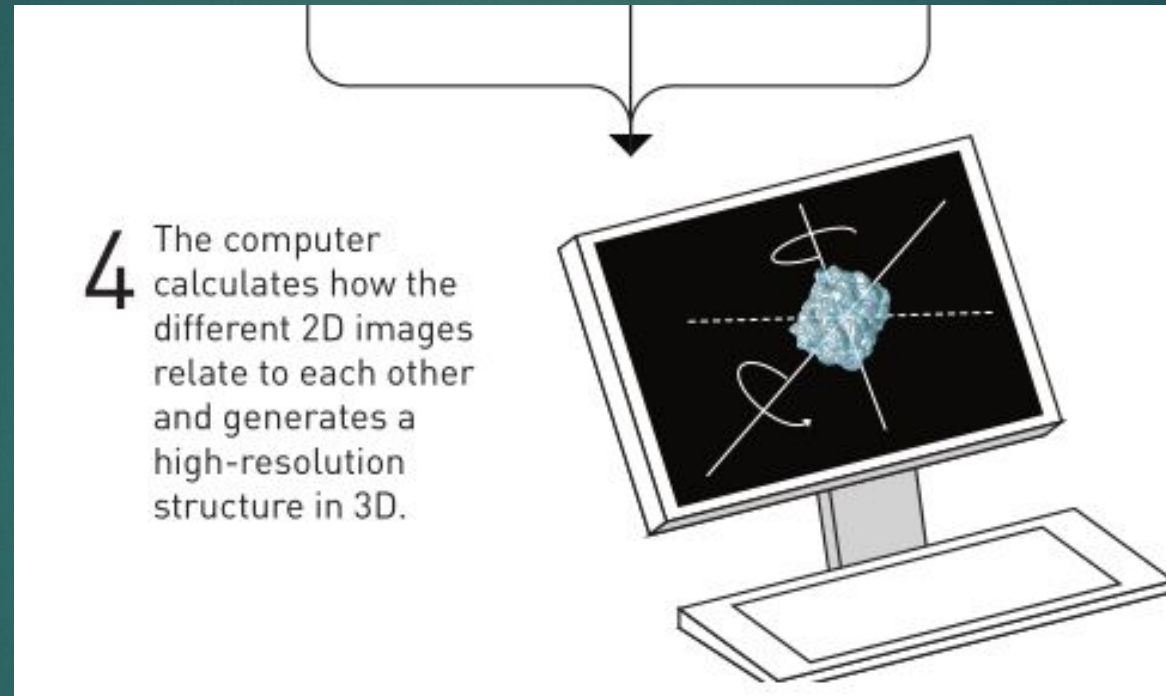 4
The computer
calculates how the
different 2D images
relate to each other
and generates a
high-resolution
structure in 3D.